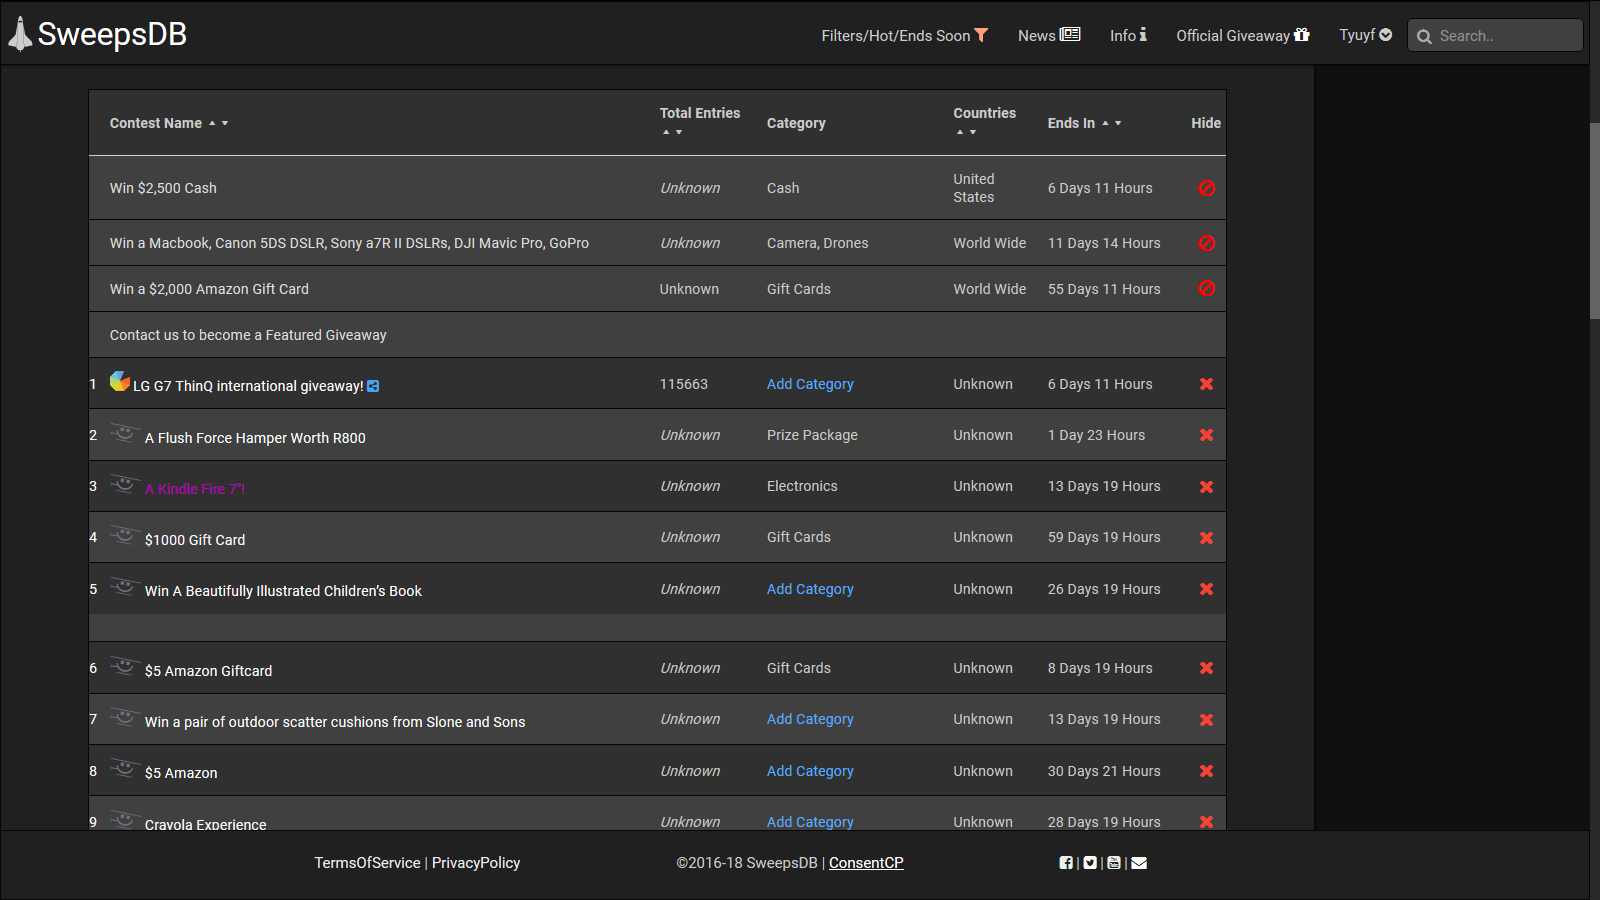 SweepsDB
Filters/Hot/Ends Soon News Info Official Giveaway Tyuyf Search..
Contest Name Total Entries Category Countries Ends In Hide
Win $2,500 Cash Unknown Cash United States 6 Days 11 Hours
Win a Macbook, Canon 5DS DSLR, Sony a7R II DSLRs, DJI Mavic Pro, GoPro Unknown Camera, Drones World Wide 11 Days 14 Hours
Win a $2,000 Amazon Gift Card Unknown Gift Cards World Wide 55 Days 11 Hours
Contact us to become a Featured Giveaway
1 LG G7 ThinQ international giveaway! 115663 Add Category Unknown 6 Days 11 Hours
2 A Flush Force Hamper Worth R800 Unknown Prize Package Unknown 1 Day 23 Hours
3 A Kindle Fire 7"! Unknown Electronics Unknown 13 Days 19 Hours
4 $1000 Gift Card Unknown Gift Cards Unknown 59 Days 19 Hours
5 Win A Beautifully Illustrated Children’s Book Unknown Add Category Unknown 26 Days 19 Hours
6 $5 Amazon Giftcard Unknown Gift Cards Unknown 8 Days 19 Hours
7 Win a pair of outdoor scatter cushions from Slone and Sons Unknown Add Category Unknown 13 Days 19 Hours
8 $5 Amazon Unknown Add Category Unknown 30 Days 21 Hours
9 Crayola Experience Unknown Add Category Unknown 28 Days 19 Hours
TermsOfService | PrivacyPolicy ©2016-18 SweepsDB | ConsentCP | | |